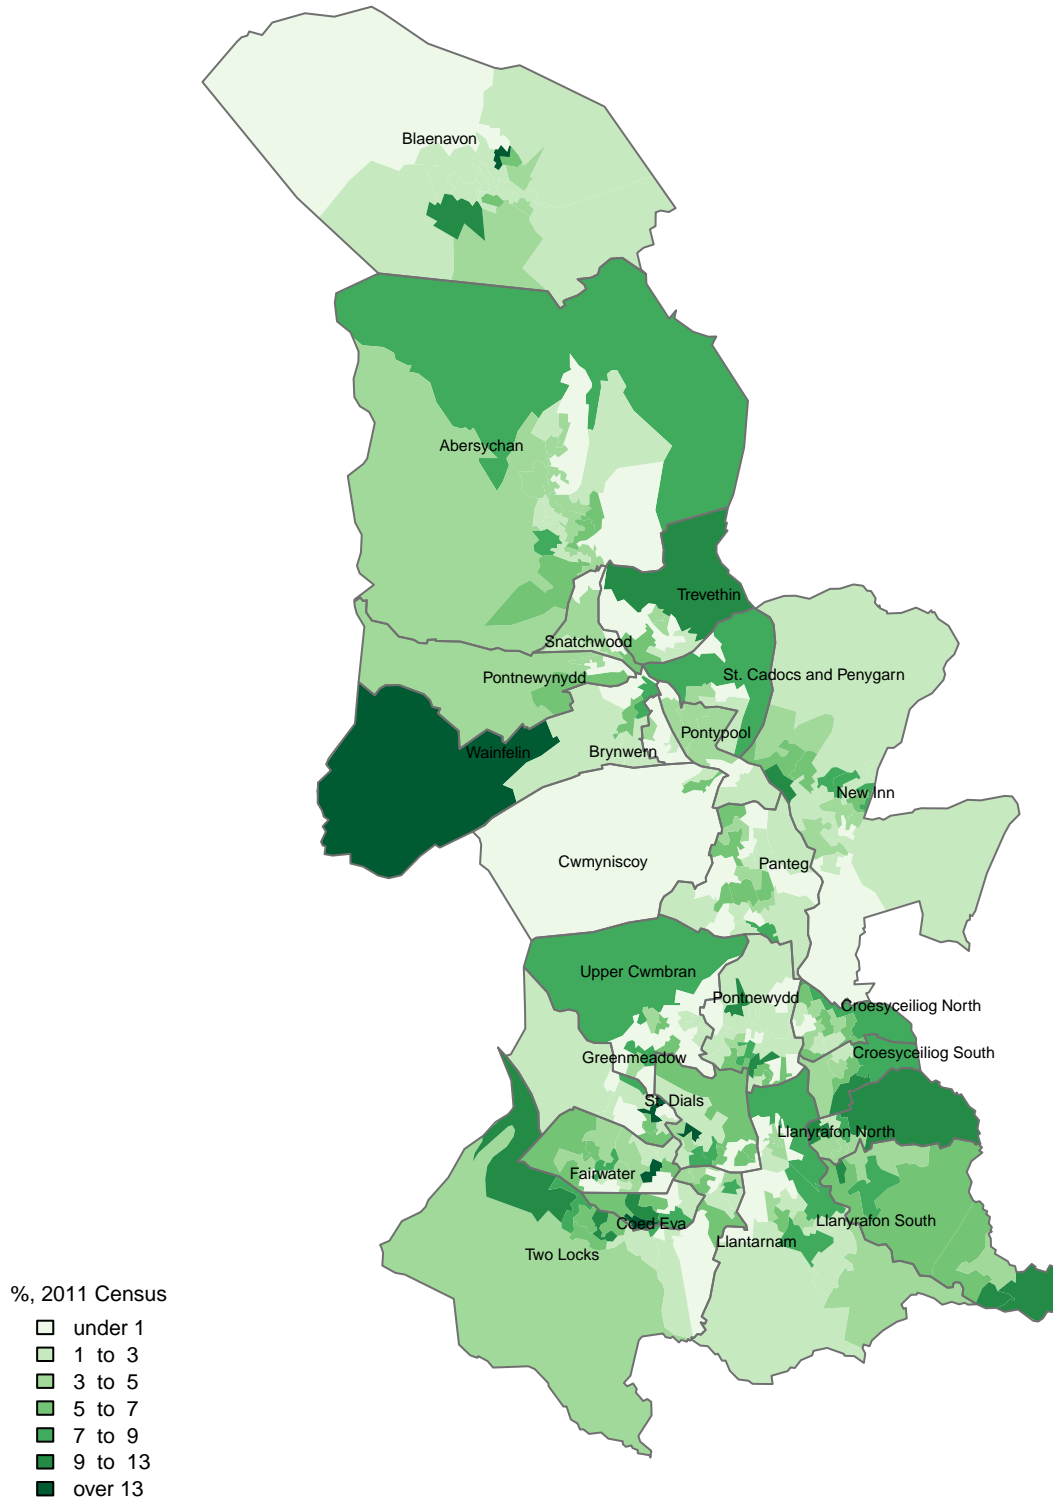 Blaenavon
Abersychan
Trevethin
Snatchwood
Pontnewynydd
St. Cadocs and Penygarn
Wainfelin
Brynwern
Pontypool
New Inn
Cwmyniscoy
Panteg
Upper Cwmbran
Pontnewydd
Croesyceiliog North
Greenmeadow
Croesyceiliog South
St. Dials
Llanyrafon North
Fairwater
Coed Eva
Llanyrafon South
Two Locks
Llantarnam
%, 2011 Census
under 1
1 to 3
3 to 5
5 to 7
7 to 9
9 to 13
over 13